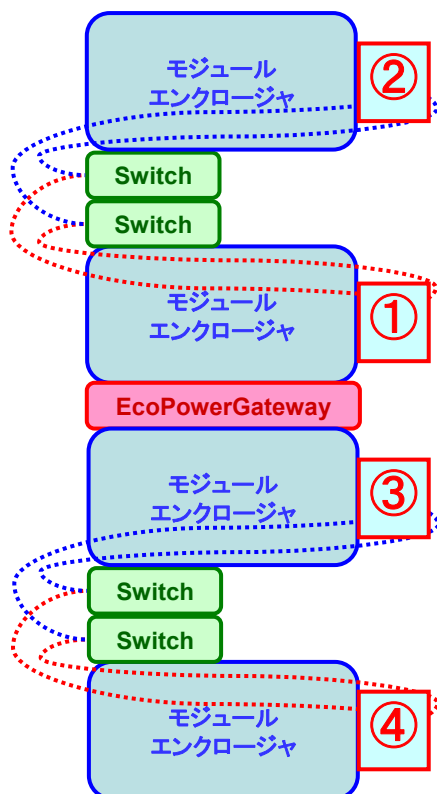 モジュール
エンクロージャ
②
Switch
Switch
モジュール
エンクロージャ
①
EcoPowerGateway
モジュール
エンクロージャ
③
Switch
Switch
モジュール
エンクロージャ
④